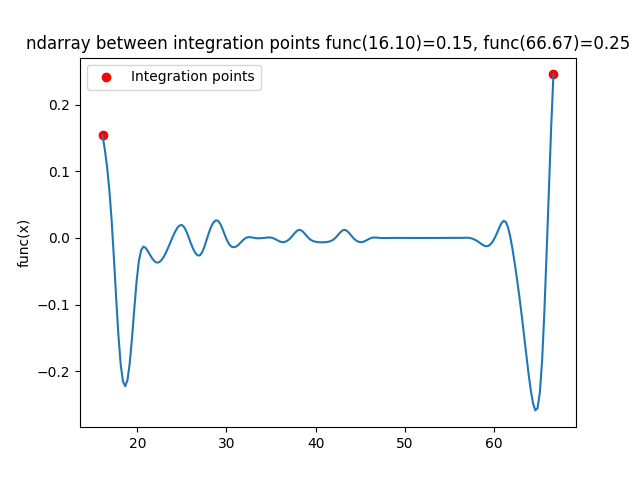 ndarray between integration points func(16.10)=0.15, func(66.67)=0.25
Integration points
func(x)
0.2
0.1
0.0
−0.1
−0.2
20 30 40 50 60